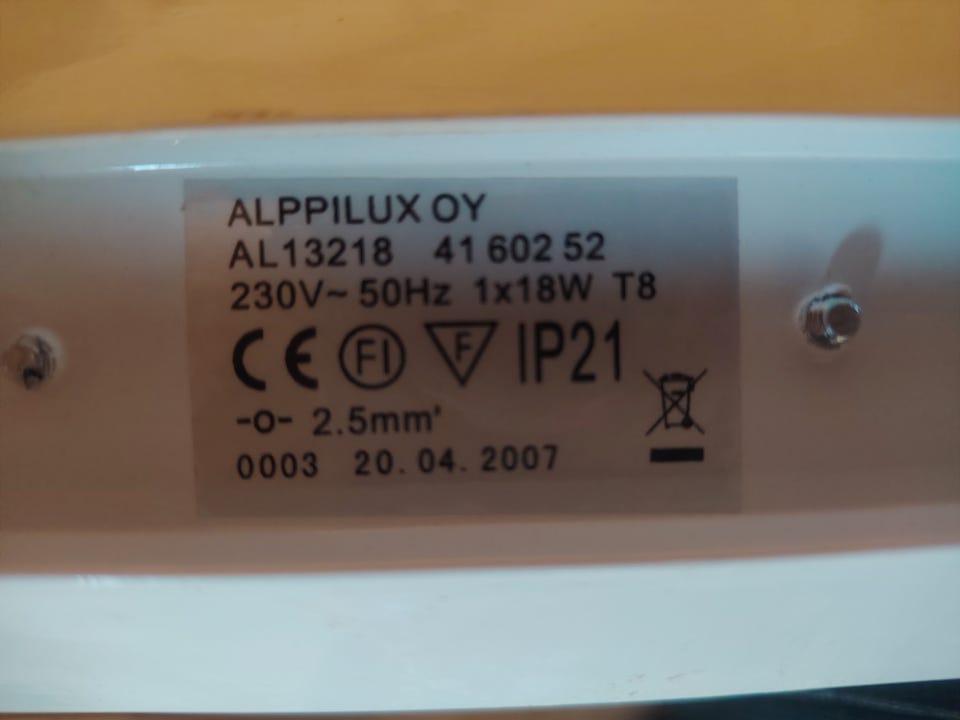 ALPPILUX OY
AL13218 41 602 52
230V~ 50Hz 1x18W T8
CE FI F IP21
-o- 2.5mm'
0003 20.04.2007